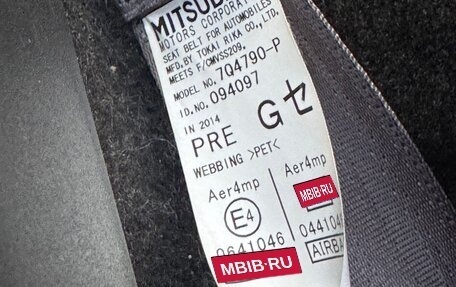 MITSUB
MOTORS CORPORAT
SEAT BELT FOR AUTOMOBILES
MFD.BY TOKAI RIKA CO.,LTD.
MEETS F/CMVSS209.
MODEL NO. 7Q4790-P
ID.NO. 094097
IN 2014
PRE Gセ
WEBBING >PET<
Aer4mp Aer4mp
E4 MBIB·RU
0641046 0441046
MBIB·RU AIRBA